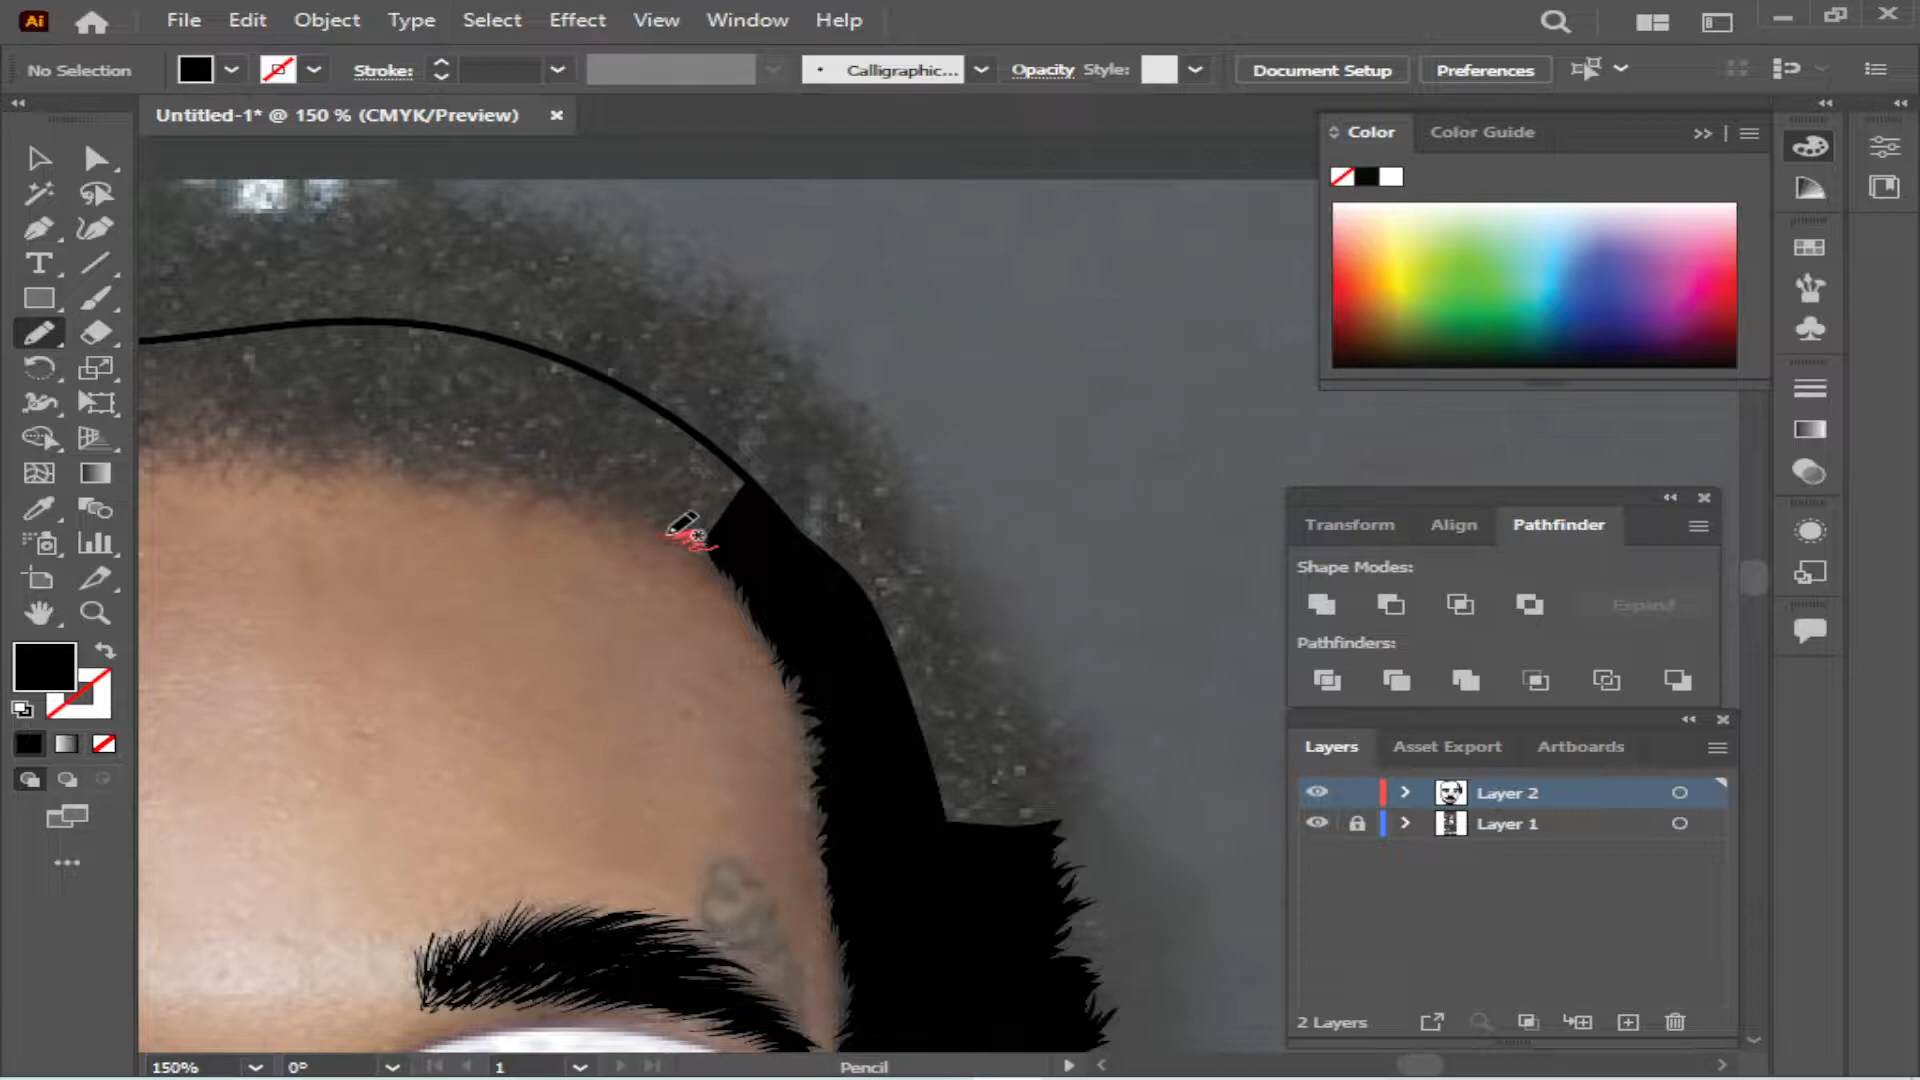 Ai File Edit Object Type Select Effect View Window Help
No Selection Stroke: Calligraphic... Opacity Style: Document Setup Preferences
Untitled-1* @ 150 % (CMYK/Preview)
Color Color Guide
Transform Align Pathfinder
Shape Modes:
Expand
Pathfinders:
Layers Asset Export Artboards
Layer 2
Layer 1
2 Layers
150% 0° 1 Pencil